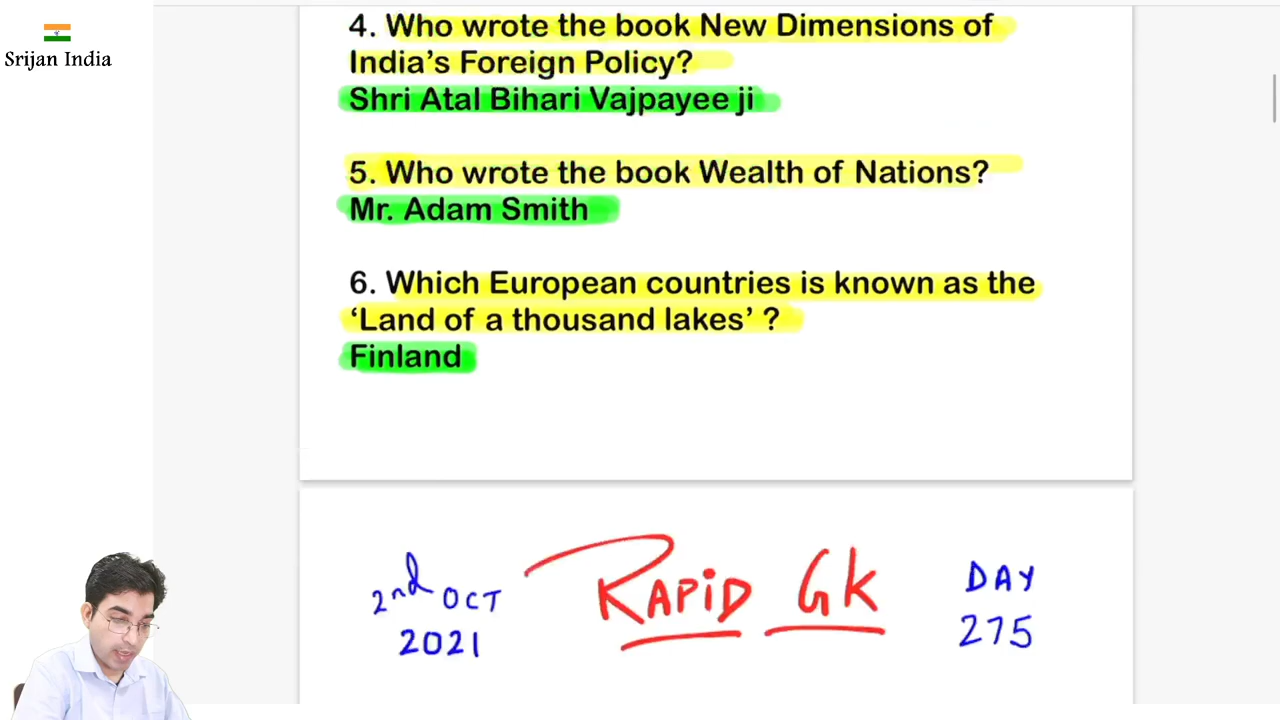 Srijan India
4. Who wrote the book New Dimensions of
India's Foreign Policy?
Shri Atal Bihari Vajpayee ji
5. Who wrote the book Wealth of Nations?
Mr. Adam Smith
6. Which European countries is known as the
‘Land of a thousand lakes’ ?
Finland
2nd OCT
2021
RAPID GK
DAY
275